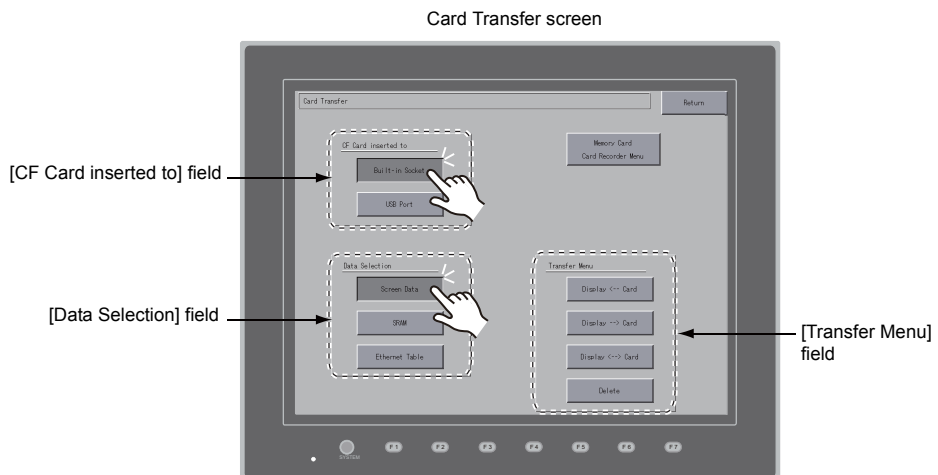 Card Transfer screen
Card Transfer
Return
CF Card inserted to
Memory Card
Card Recorder Menu
Built-in Socket
[CF Card inserted to] field
USB Port
Data Selection
Transfer Menu
Screen Data
Display <-- Card
[Data Selection] field
SRAM
Display --> Card
[Transfer Menu]
field
Ethernet Table
Display <--> Card
Delete
SYSTEM
F1 F2 F3 F4 F5 F6 F7